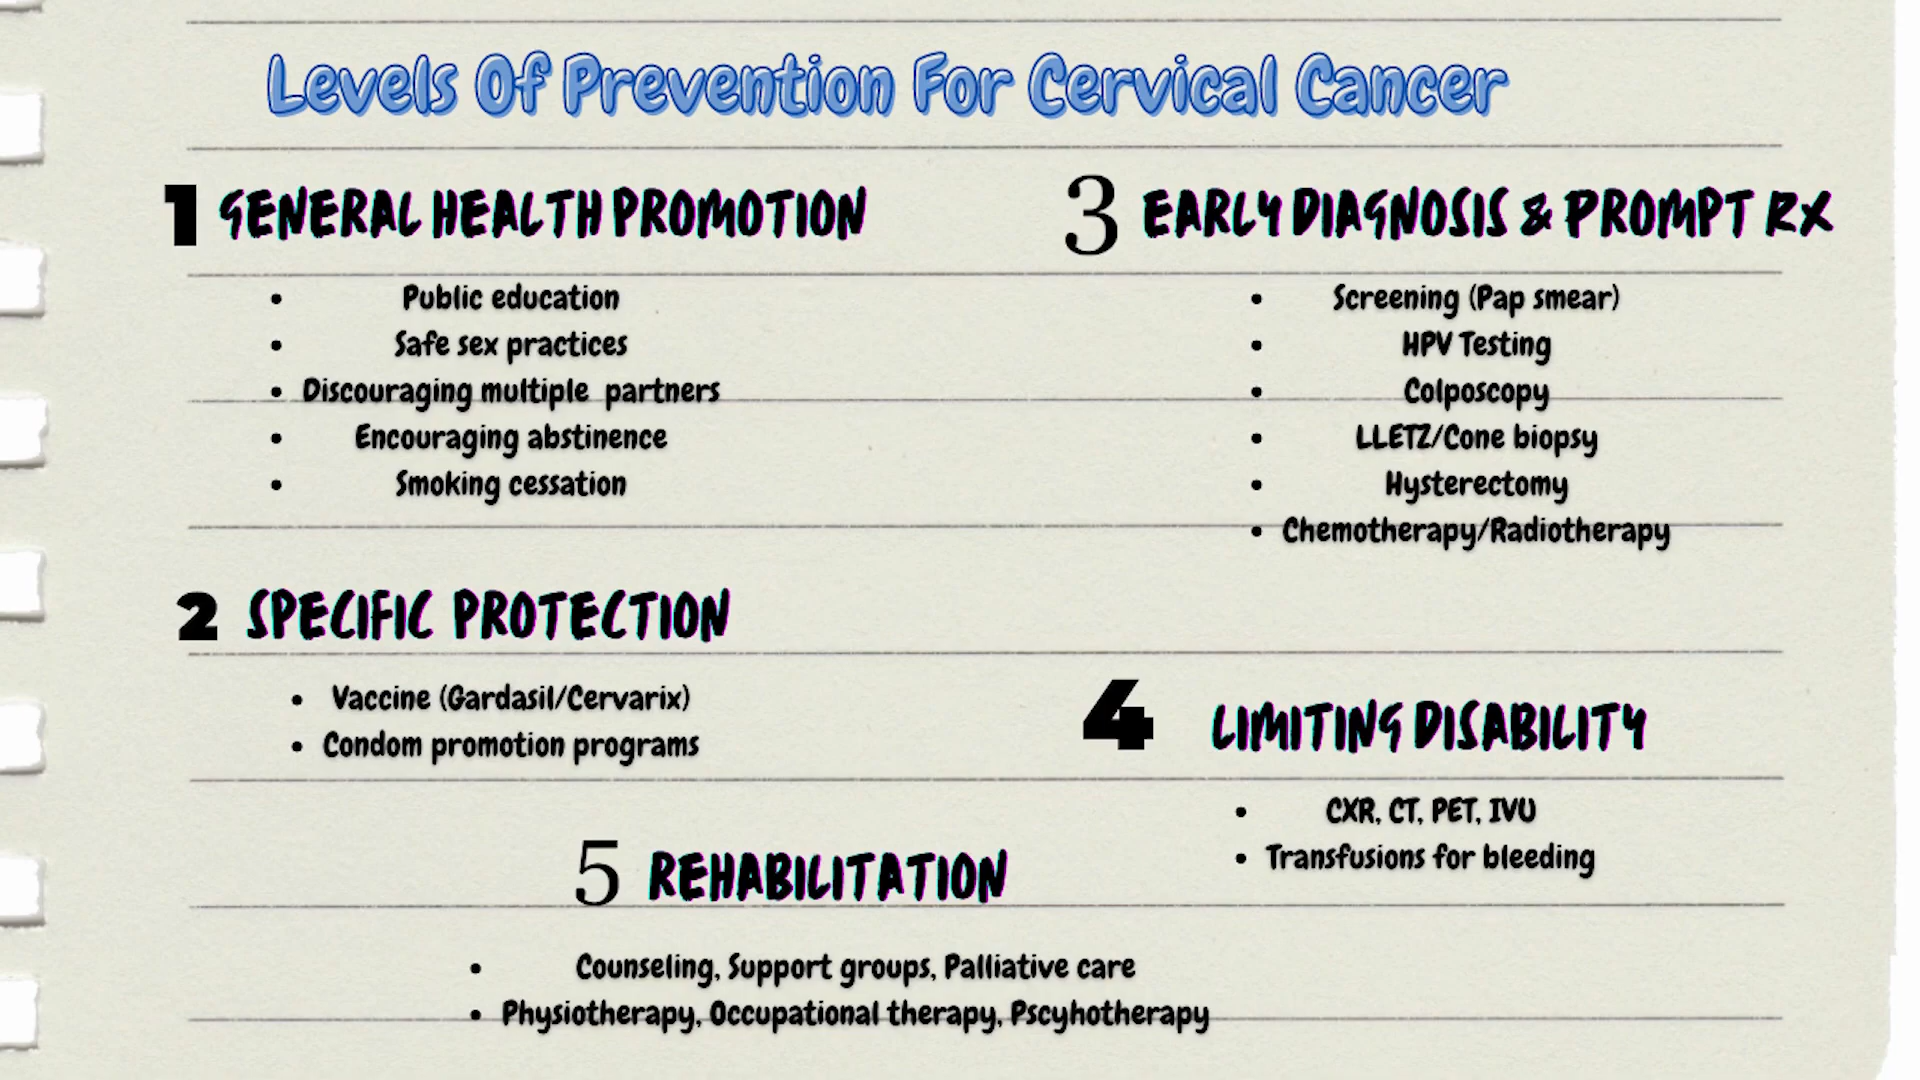 Levels Of Prevention For Cervical Cancer
1 GENERAL HEALTH PROMOTION
• Public education
• Safe sex practices
• Discouraging multiple partners
• Encouraging abstinence
• Smoking cessation
2 SPECIFIC PROTECTION
• Vaccine (Gardasil/Cervarix)
• Condom promotion programs
3 EARLY DIAGNOSIS & PROMPT RX
• Screening (Pap smear)
• HPV Testing
• Colposcopy
• LLETZ/Cone biopsy
• Hysterectomy
• Chemotherapy/Radiotherapy
4 LIMITING DISABILITY
• CXR, CT, PET, IVU
• Transfusions for bleeding
5 REHABILITATION
• Counseling, Support groups, Palliative care
• Physiotherapy, Occupational therapy, Pscyhotherapy